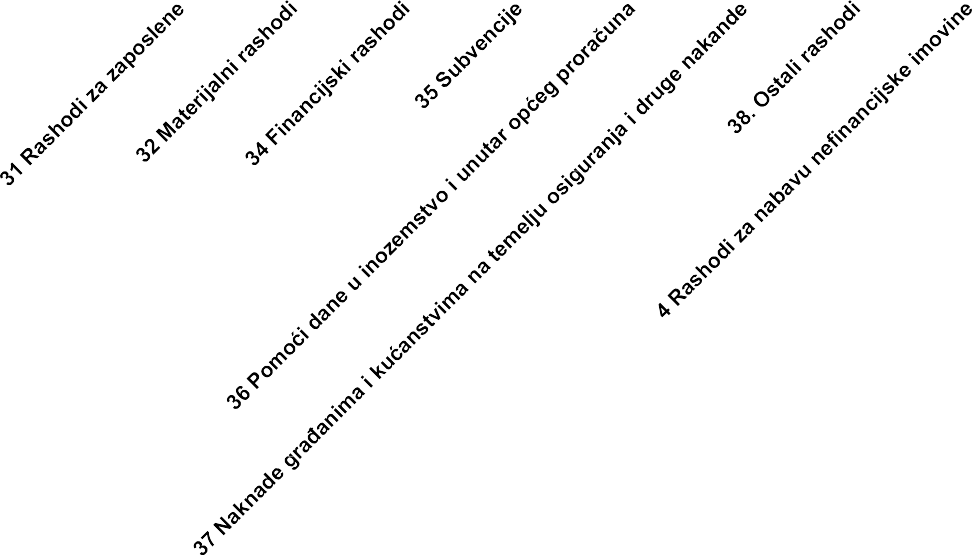 31 Rashodi za zaposlene
32 Materijalni rashodi
34 Financijski rashodi
35 Subvencije
36 Pomoći dane u inozemstvo i unutar općeg proračuna
37 Naknade građanima i kućanstvima na temelju osiguranja i druge nakande
38. Ostali rashodi
4 Rashodi za nabavu nefinancijske imovine